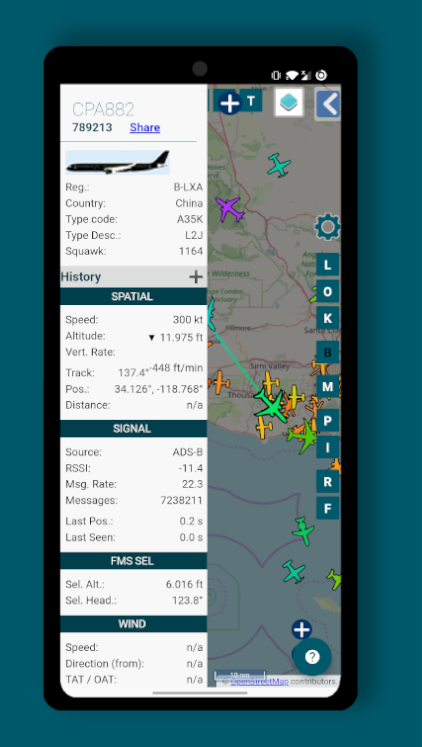 CPA882
789213 Share
Reg.: B-LXA
Country: China
Type code: A35K
Type Desc.: L2J
Squawk: 1164
History +
SPATIAL
Speed: 300 kt
Altitude: ▼ 11.975 ft
Vert. Rate: -448 ft/min
Track: 137.4°
Pos.: 34.126°, -118.768°
Distance: n/a
SIGNAL
Source: ADS-B
RSSI: -11.4
Msg. Rate: 22.3
Messages: 7238211
Last Pos.: 0.2 s
Last Seen: 0.0 s
FMS SEL
Sel. Alt.: 6.016 ft
Sel. Head.: 123.8°
WIND
Speed: n/a
Direction (from): n/a
TAT / OAT: n/a
T
L
O
K
B
M
P
I
R
F
Wilderness
Fillmore
Simi Valley
Thous
10 nm
?
© OpenStreetMap contributors.